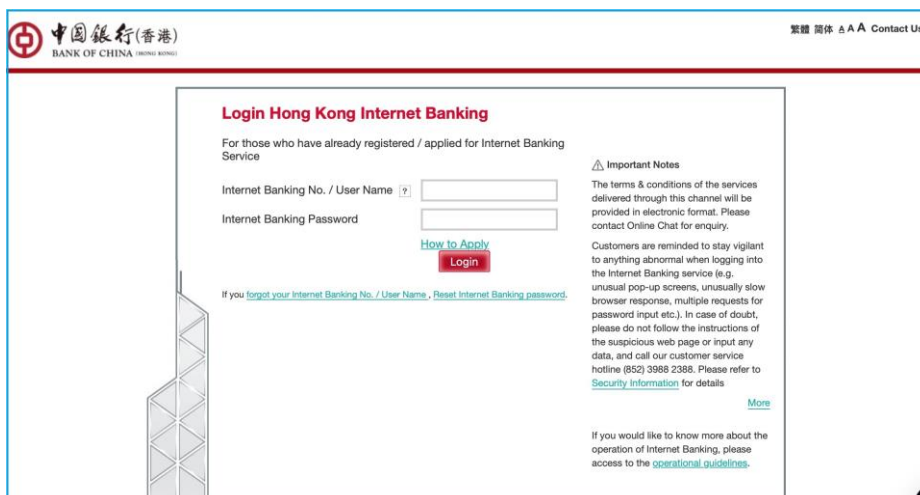 中国銀行(香港)
BANK OF CHINA (HONG KONG)
繁體 简体 A A A Contact Us
Login Hong Kong Internet Banking
For those who have already registered / applied for Internet Banking
Service
Internet Banking No. / User Name ?
Internet Banking Password
How to Apply
Login
If you forgot your Internet Banking No. / User Name , Reset Internet Banking password.
Important Notes
The terms & conditions of the services
delivered through this channel will be
provided in electronic format. Please
contact Online Chat for enquiry.
Customers are reminded to stay vigilant
to anything abnormal when logging into
the Internet Banking service (e.g.
unusual pop-up screens, unusually slow
browser response, multiple requests for
password input etc.). In case of doubt,
please do not follow the instructions of
the suspicious web page or input any
data, and call our customer service
hotline (852) 3988 2388. Please refer to
Security Information for details
More
If you would like to know more about the
operation of Internet Banking, please
access to the operational guidelines.